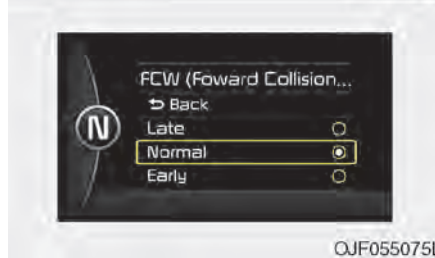 FCW (Foward Collision...
Back
N
Late
Normal
Early
OJF055075L